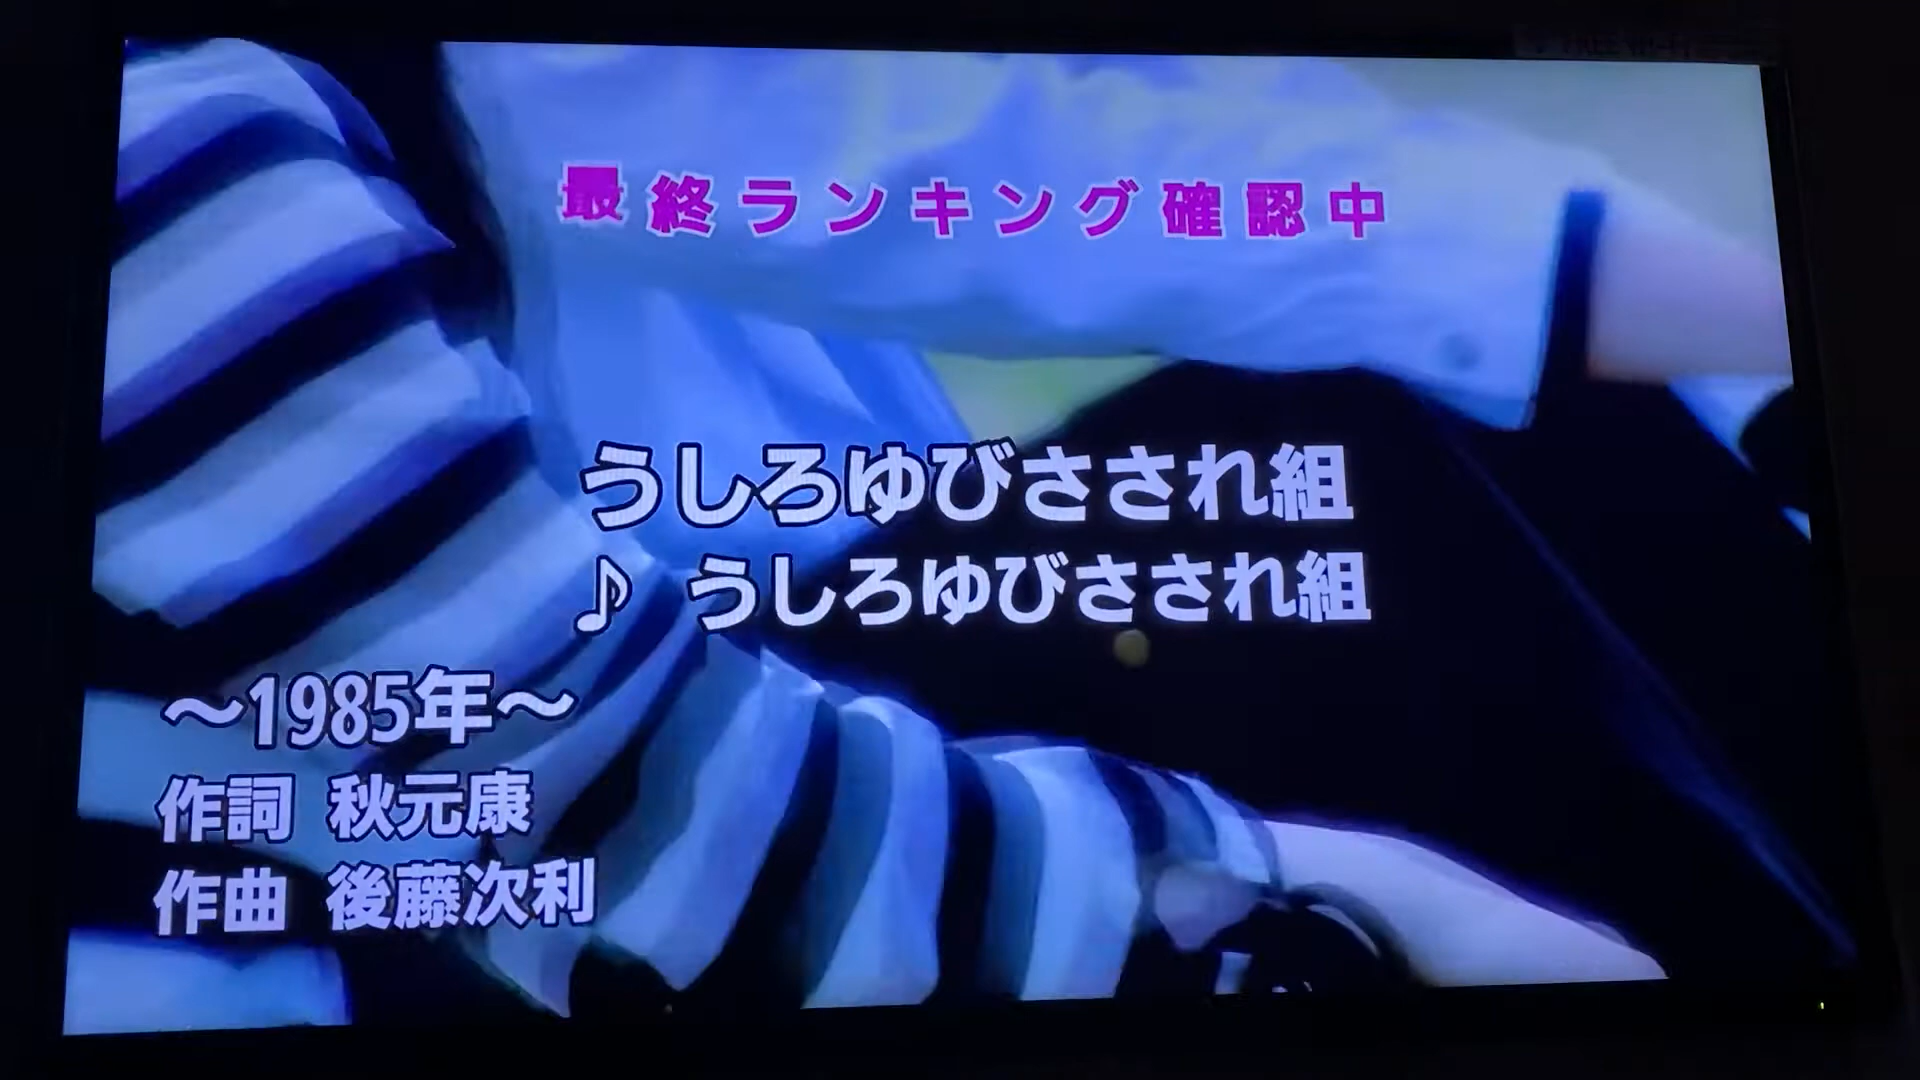 最終ランキング確認中
うしろゆびさされ組
♪ うしろゆびさされ組
～1985年～
作詞 秋元康
作曲 後藤次利